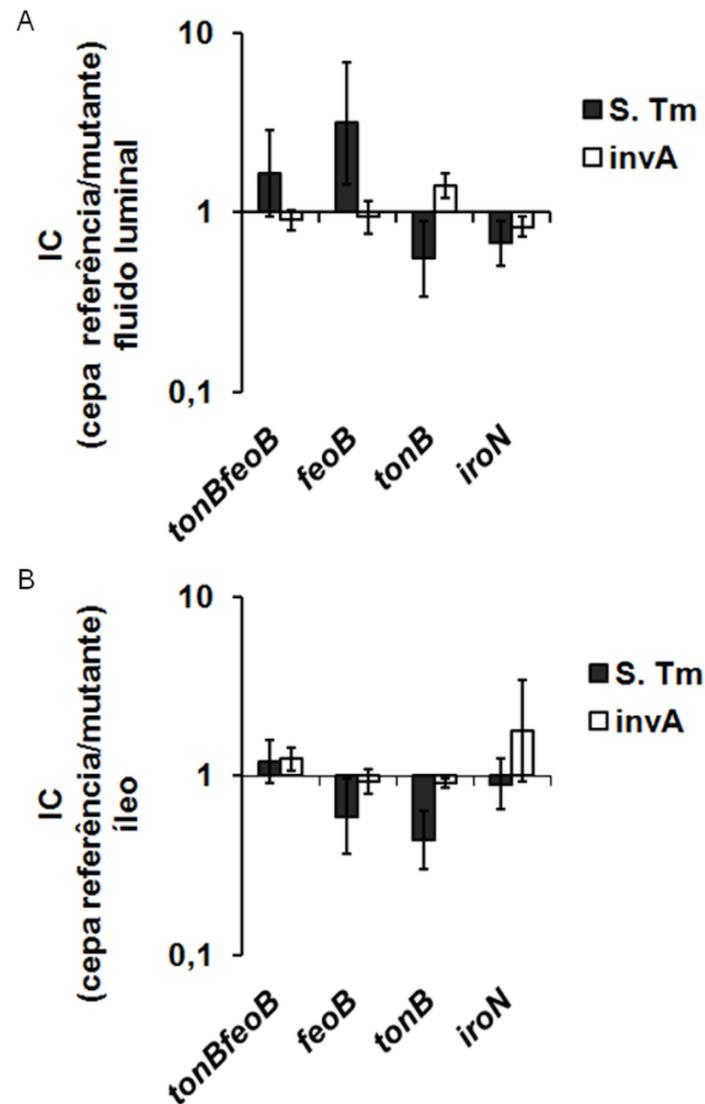 A
10
1
0,1
IC
(cepa referência/mutante)
fluido luminal
S. Tm
invA
tonBfeoB
feoB
tonB
iroN
B
10
1
0,1
IC
(cepa referência/mutante)
íleo
S. Tm
invA
tonBfeoB
feoB
tonB
iroN